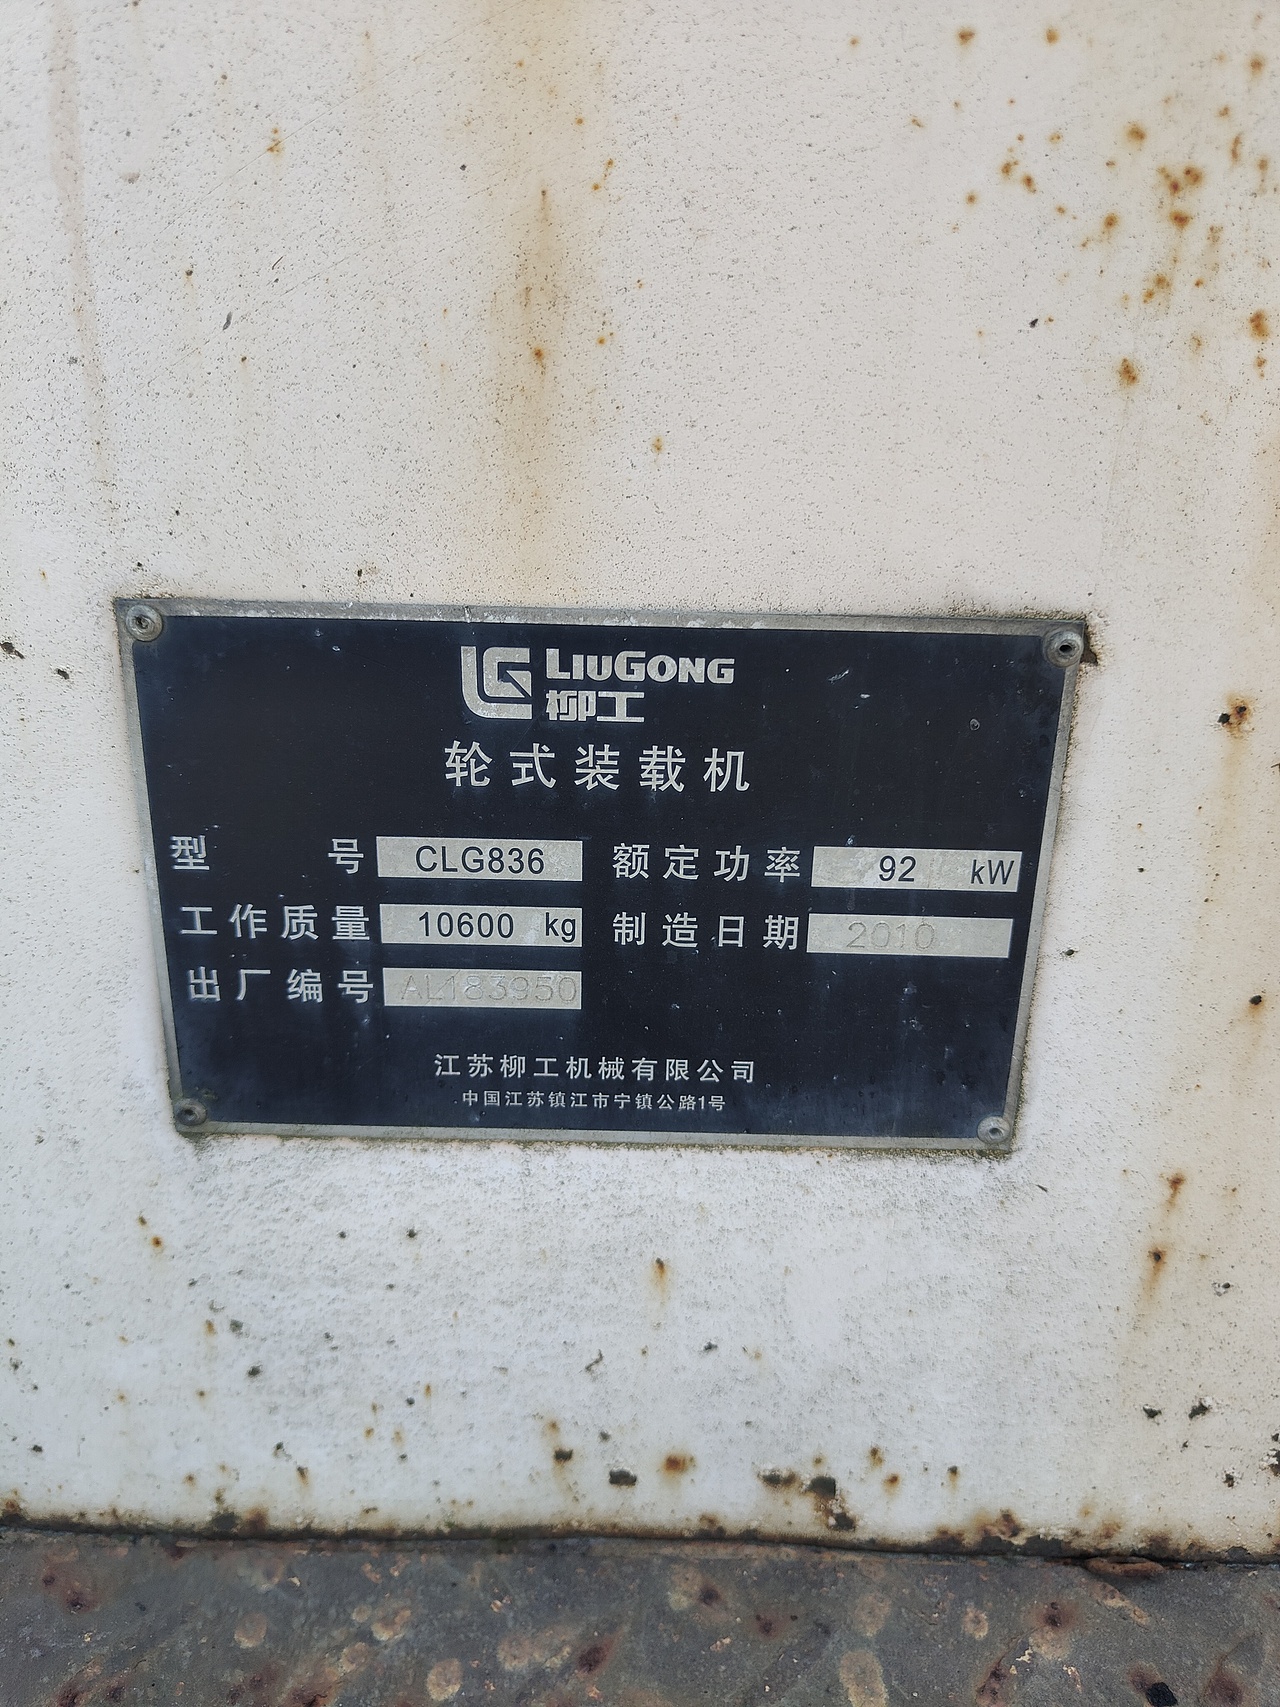 LIUGONG
柳工
轮式装载机
型号 CLG836 额定功率 92 kW
工作质量 10600 kg 制造日期 2010
出厂编号 AL183950
江苏柳工机械有限公司
中国江苏镇江市宁镇公路1号